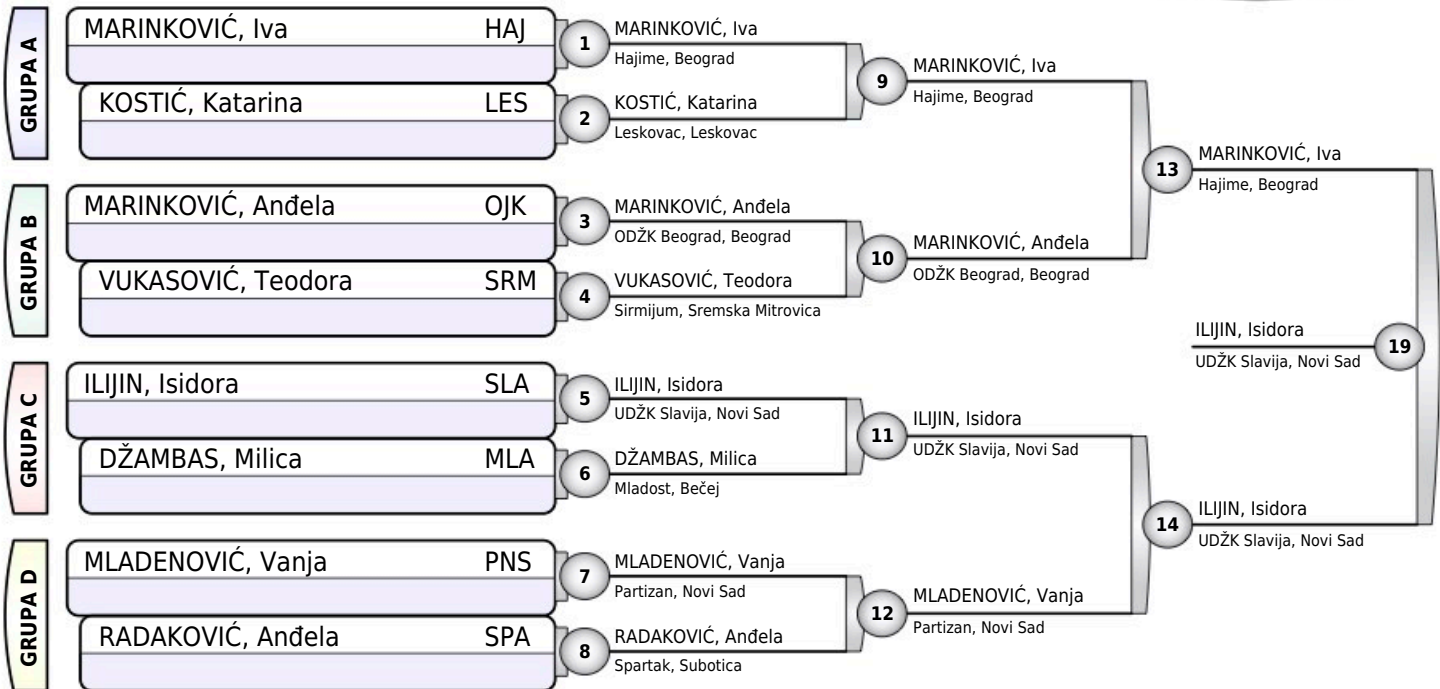 GRUPA A
MARINKOVIĆ, Iva HAJ
KOSTIĆ, Katarina LES
1
MARINKOVIĆ, Iva
Hajime, Beograd
2
KOSTIĆ, Katarina
Leskovac, Leskovac
9
MARINKOVIĆ, Iva
Hajime, Beograd
GRUPA B
MARINKOVIĆ, Anđela OJK
VUKASOVIĆ, Teodora SRM
3
MARINKOVIĆ, Anđela
ODŽK Beograd, Beograd
4
VUKASOVIĆ, Teodora
Sirmijum, Sremska Mitrovica
10
MARINKOVIĆ, Anđela
ODŽK Beograd, Beograd
13
MARINKOVIĆ, Iva
Hajime, Beograd
GRUPA C
ILIJIN, Isidora SLA
DŽAMBAS, Milica MLA
5
ILIJIN, Isidora
UDŽK Slavija, Novi Sad
6
DŽAMBAS, Milica
Mladost, Bečej
11
ILIJIN, Isidora
UDŽK Slavija, Novi Sad
GRUPA D
MLADENOVIĆ, Vanja PNS
RADAKOVIĆ, Anđela SPA
7
MLADENOVIĆ, Vanja
Partizan, Novi Sad
8
RADAKOVIĆ, Anđela
Spartak, Subotica
12
MLADENOVIĆ, Vanja
Partizan, Novi Sad
14
ILIJIN, Isidora
UDŽK Slavija, Novi Sad
ILIJIN, Isidora
UDŽK Slavija, Novi Sad
19